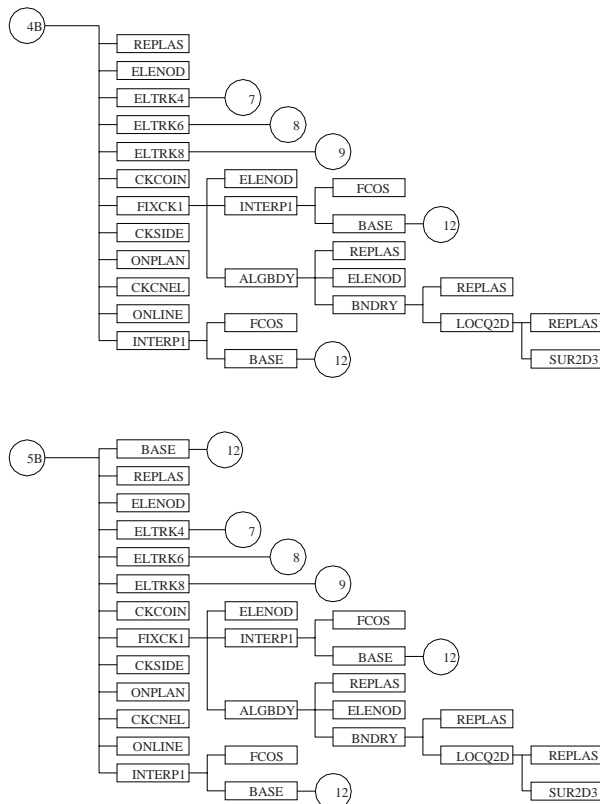 4B
REPLAS
ELENOD
ELTRK4 7
ELTRK6 8
ELTRK8 9
CKCOIN ELENOD FCOS
FIXCK1 INTERP1
CKSIDE BASE 12
ONPLAN REPLAS
CKCNEL ALGBDY ELENOD REPLAS
ONLINE FCOS BNDRY LOCQ2D REPLAS
INTERP1
BASE 12 SUR2D3
BASE 12
5B
REPLAS
ELENOD
ELTRK4 7
ELTRK6 8
ELTRK8 9
CKCOIN ELENOD FCOS
FIXCK1 INTERP1
CKSIDE BASE 12
ONPLAN REPLAS
CKCNEL ALGBDY ELENOD REPLAS
ONLINE BNDRY
FCOS LOCQ2D REPLAS
INTERP1
BASE 12 SUR2D3